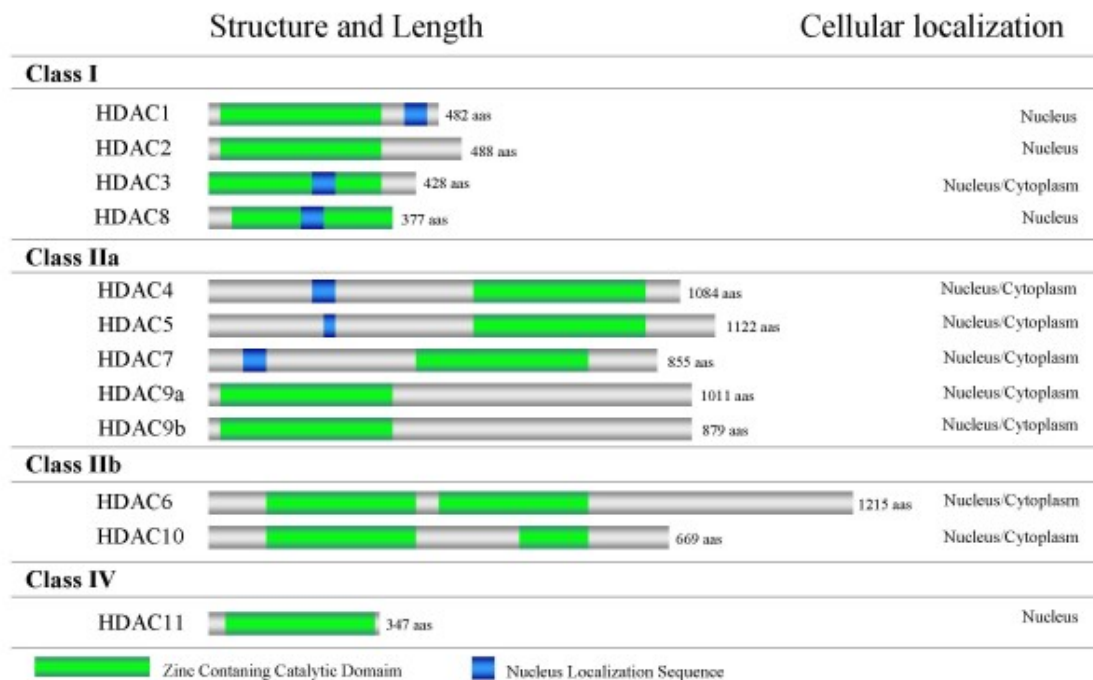 Structure and Length Cellular localization
Class I
HDAC1 482 aas Nucleus
HDAC2 488 aas Nucleus
HDAC3 428 aas Nucleus/Cytoplasm
HDAC8 377 aas Nucleus
Class IIa
HDAC4 1084 aas Nucleus/Cytoplasm
HDAC5 1122 aas Nucleus/Cytoplasm
HDAC7 855 aas Nucleus/Cytoplasm
HDAC9a 1011 aas Nucleus/Cytoplasm
HDAC9b 879 aas Nucleus/Cytoplasm
Class IIb
HDAC6 1215 aas Nucleus/Cytoplasm
HDAC10 669 aas Nucleus/Cytoplasm
Class IV
HDAC11 347 aas Nucleus
Zinc Contaning Catalytic Domaim Nucleus Localization Sequence